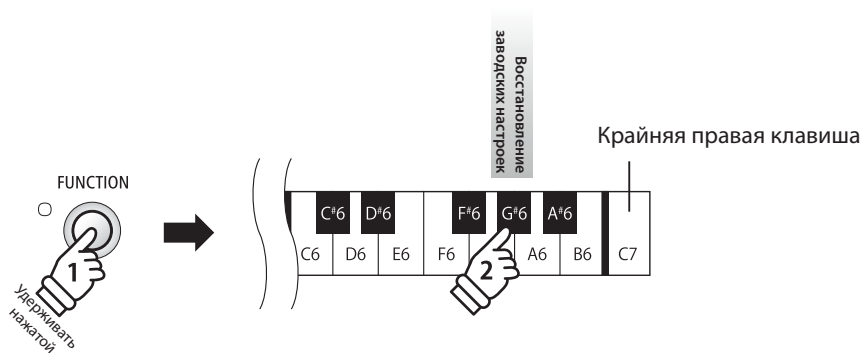 Восстановление
заводских настроек
Крайняя правая клавиша
FUNCTION
C#6 D#6 F#6 G#6 A#6
C6 D6 E6 F6 A6 B6 C7
1
2
Удерживать
нажатой